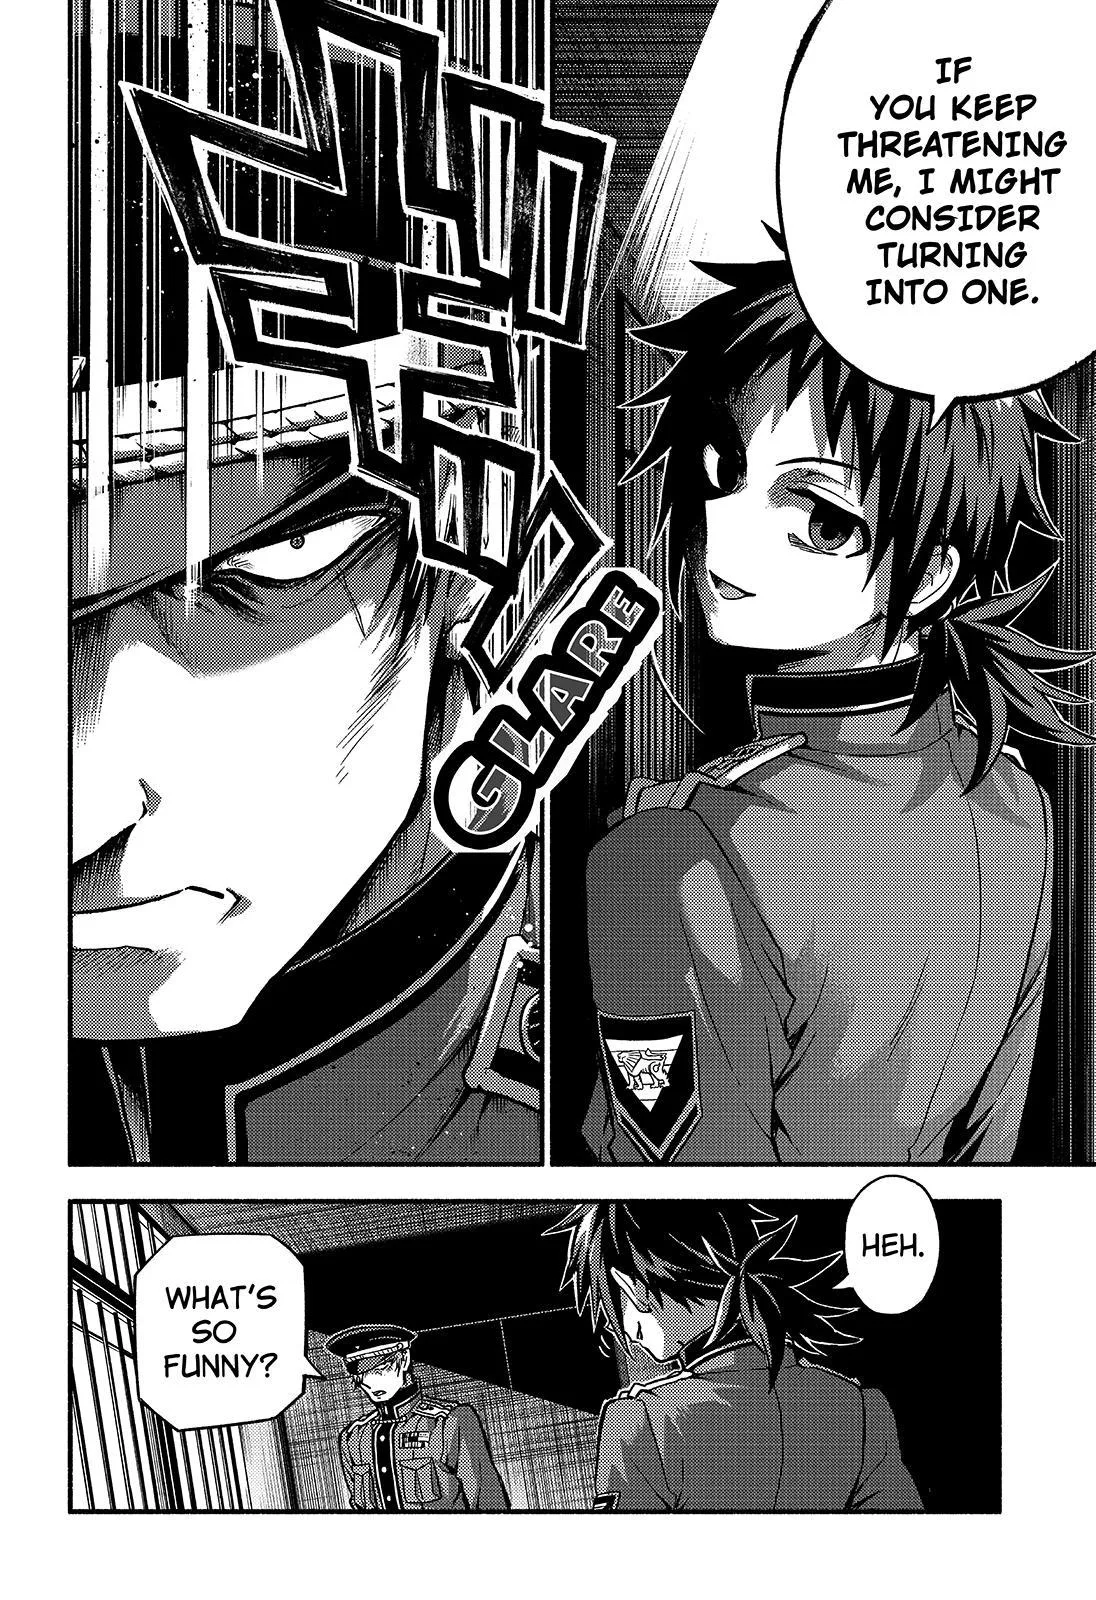 IF
YOU KEEP
THREATENING
ME, I MIGHT
CONSIDER
TURNING
INTO ONE.
GLARE
HEH.
WHAT'S
SO
FUNNY?